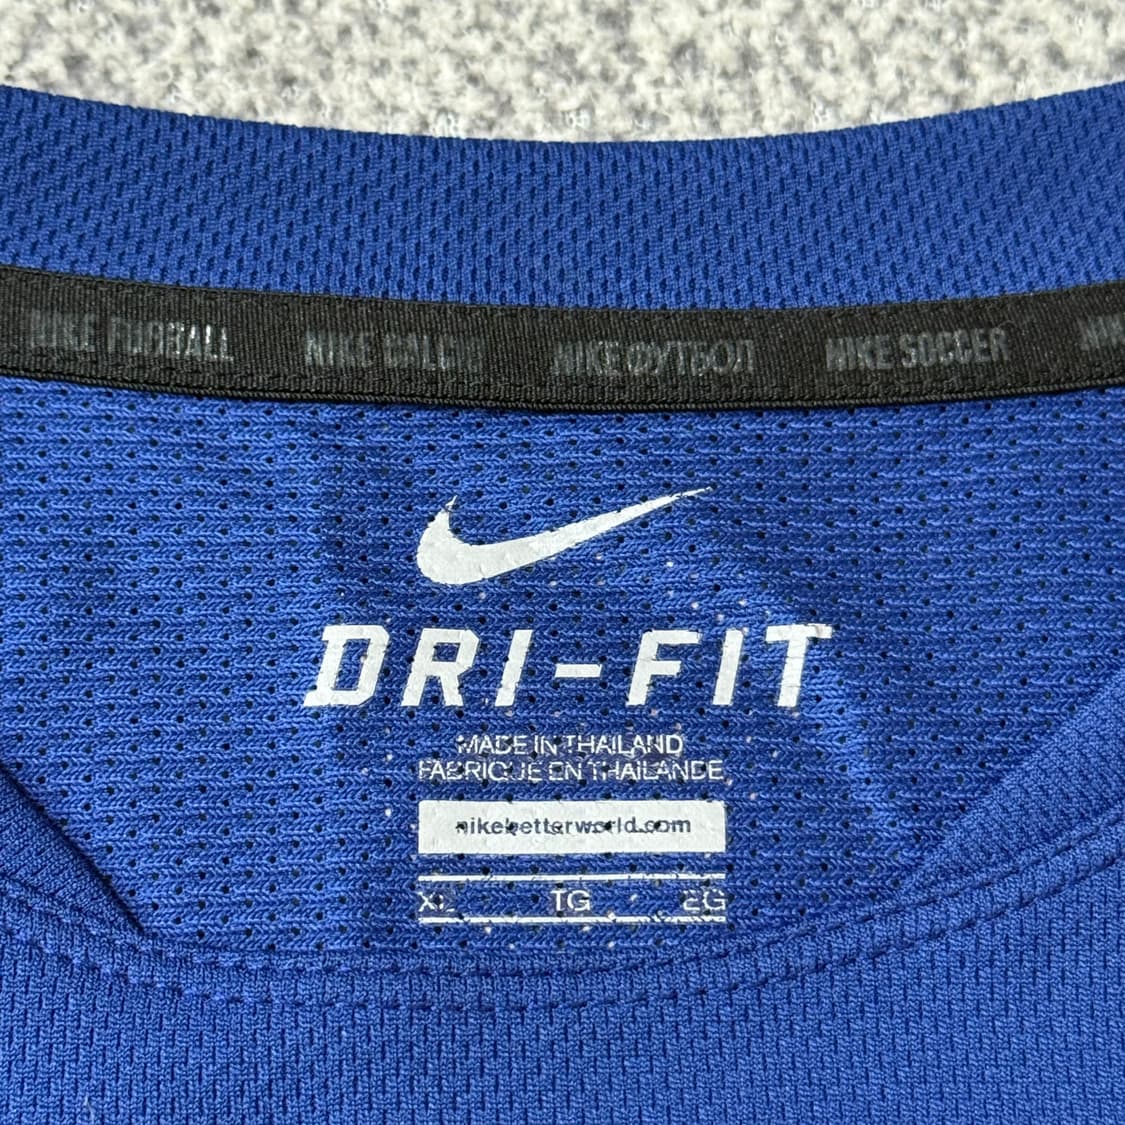 NIKE FOOTBALL NIKE CALCIO NIKE ФУТБОЛ NIKE SOCCER NIKE
DRI-FIT
MADE IN THAILAND
FABRIQUE EN THAILANDE
nikebetterworld.com
XL TG EG